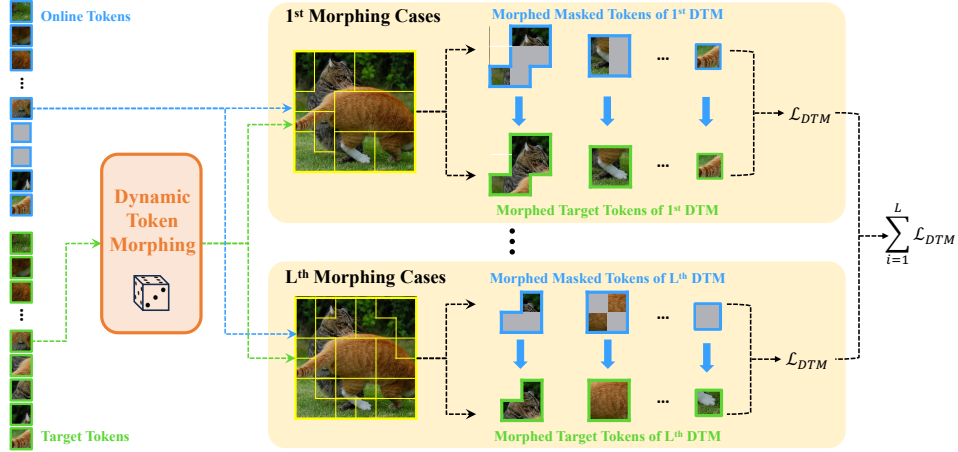 Online Tokens
1st Morphing Cases
Morphed Masked Tokens of 1st DTM
...
ℒDTM
Morphed Target Tokens of 1st DTM
...
Dynamic
Token
Morphing
∑ i=1 L ℒDTM
Lth Morphing Cases
Morphed Masked Tokens of Lth DTM
...
ℒDTM
Morphed Target Tokens of Lth DTM
...
Target Tokens